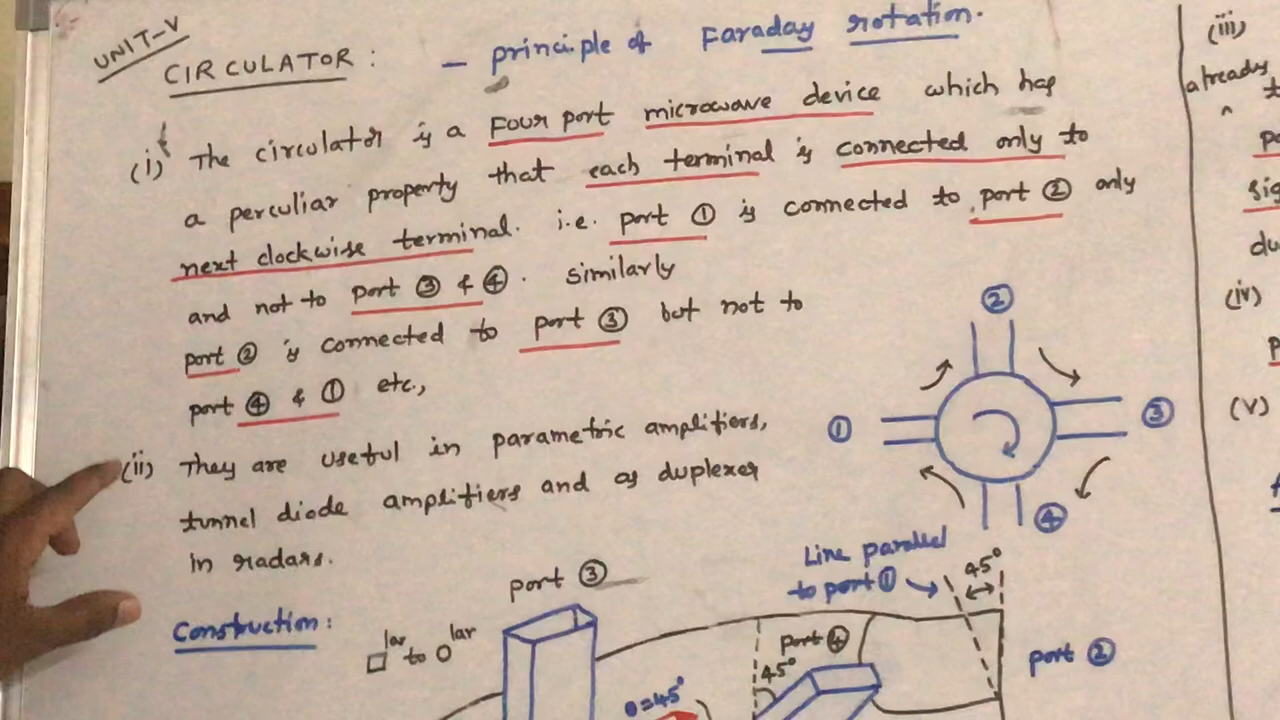 UNIT-V
CIRCULATOR : - principle of Faraday rotation.
(i) The circulator is a Four port microwave device which has
a perculiar property that each terminal is connected only to
next clockwise terminal. i.e. port ① is connected to port ② only
and not to port ③ & ④. similarly
port ② is connected to port ③ but not to
port ④ & ① etc.,
(ii) They are useful in parametric amplifiers,
tunnel diode amplifiers and as duplexer
in radars.
②
①
③
④
Construction:
□lar to Olar
port ③
Line parallel
to port ①
45°
port ④
45°
θ=45°
port ②
(iii)
already
po
sig
du
(iv)
P
(v)